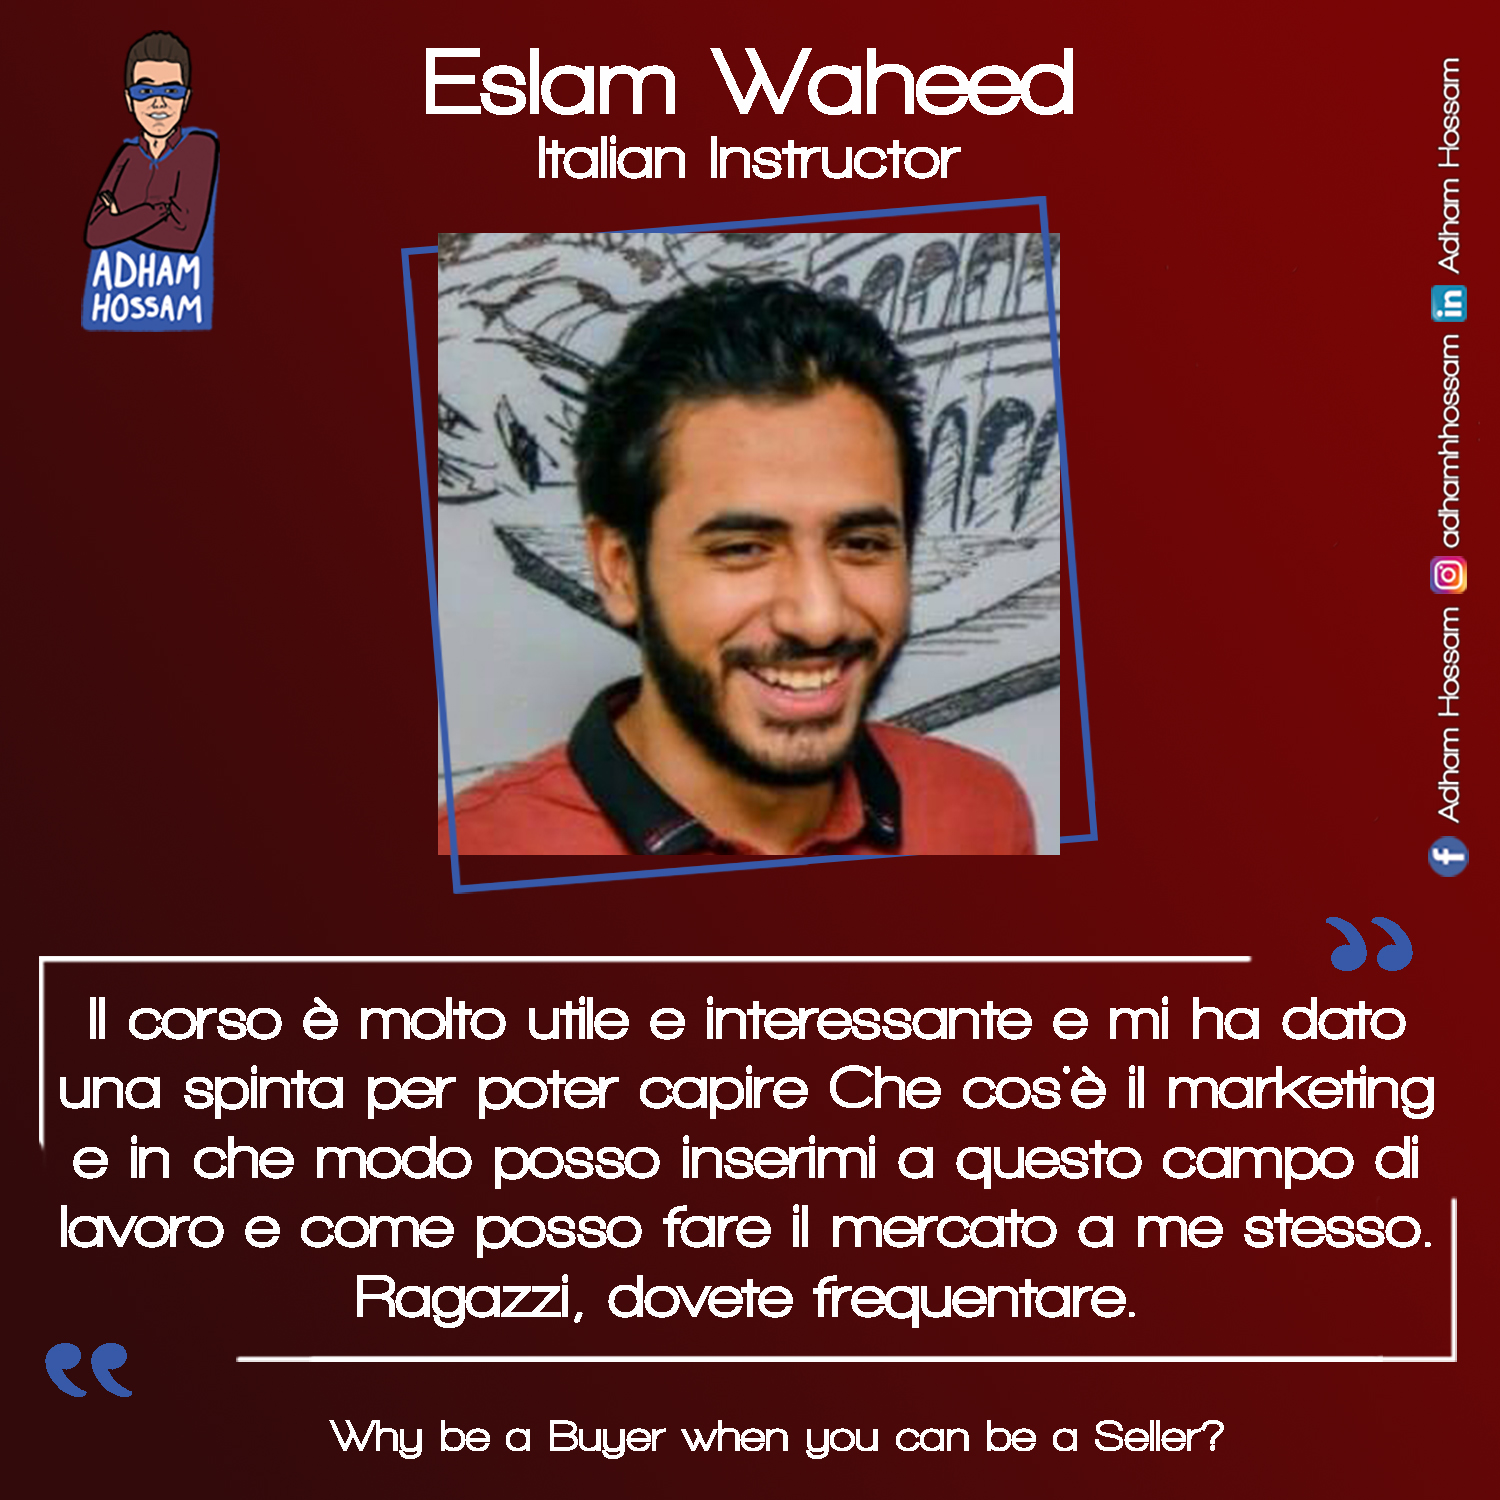 Eslam Waheed
Italian Instructor
ADHAM
HOSSAM
Adham Hossam
adhamhhossam
Adham Hossam
Il corso è molto utile e interessante e mi ha dato
una spinta per poter capire Che cos'è il marketing
e in che modo posso inserimi a questo campo di
lavoro e come posso fare il mercato a me stesso.
Ragazzi, dovete frequentare.
Why be a Buyer when you can be a Seller?